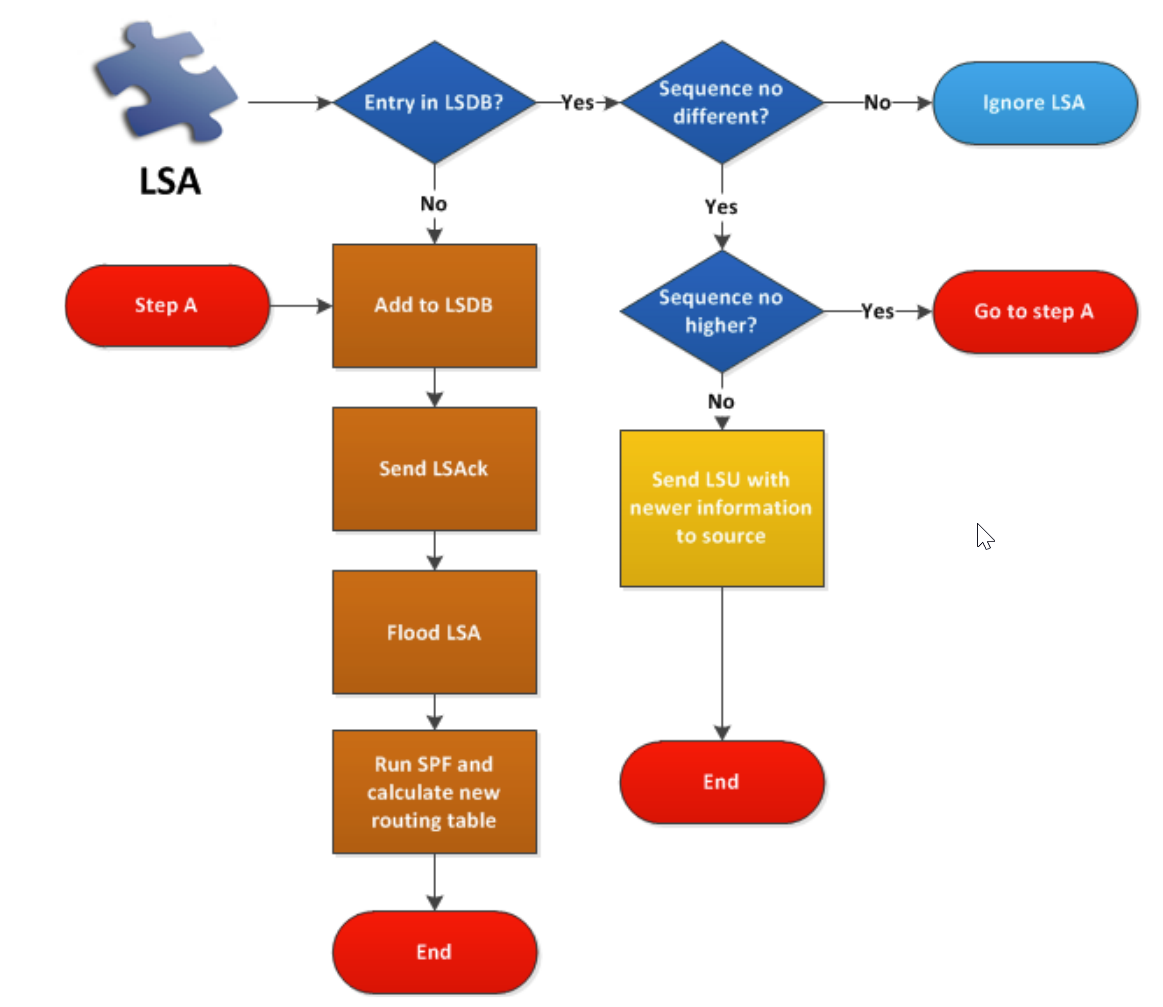 Entry in LSDB?
Yes
Sequence no
different?
No
Ignore LSA
LSA
No
Yes
Step A
Add to LSDB
Sequence no
higher?
Yes
Go to step A
No
Send LSAck
Send LSU with
newer information
to source
Flood LSA
Run SPF and
calculate new
routing table
End
End